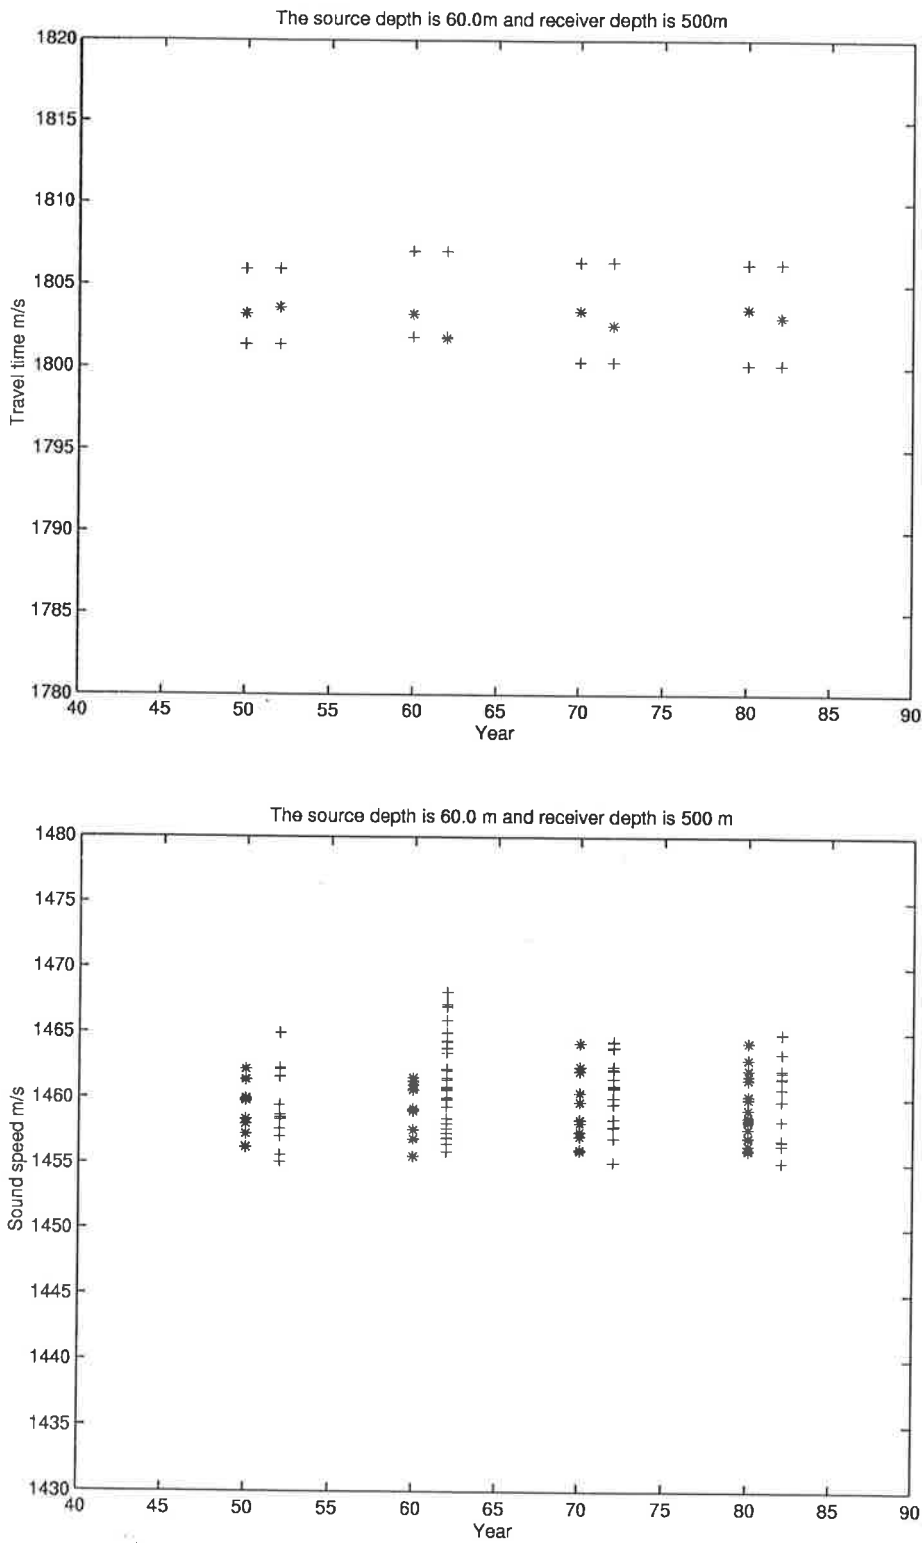 The source depth is 60.0m and receiver depth is 500m
1820
1815
1810
1805
1800
1795
1790
1785
1780
Travel time m/s
40 45 50 55 60 65 70 75 80 85 90
Year
The source depth is 60.0 m and receiver depth is 500 m
1480
1475
1470
1465
1460
1455
1450
1445
1440
1435
1430
Sound speed m/s
40 45 50 55 60 65 70 75 80 85 90
Year